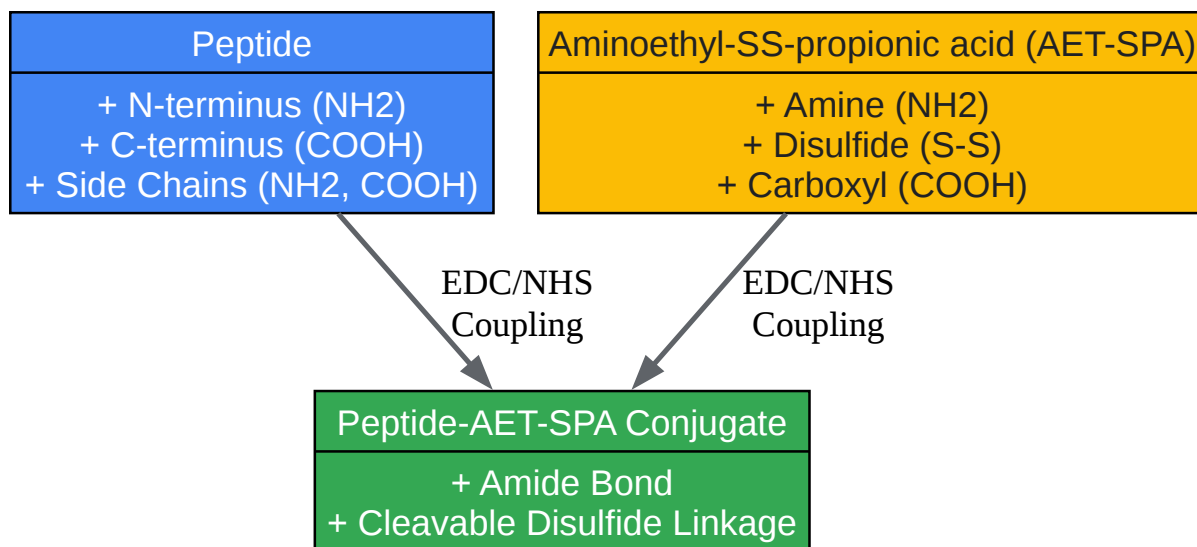 Peptide
+ N-terminus (NH2)
+ C-terminus (COOH)
+ Side Chains (NH2, COOH)
Aminoethyl-SS-propionic acid (AET-SPA)
+ Amine (NH2)
+ Disulfide (S-S)
+ Carboxyl (COOH)
EDC/NHS
Coupling
EDC/NHS
Coupling
Peptide-AET-SPA Conjugate
+ Amide Bond
+ Cleavable Disulfide Linkage